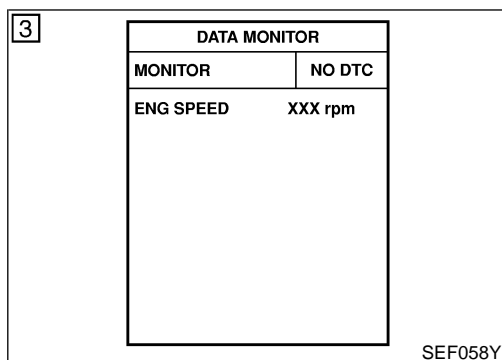 3
DATA MONITOR
MONITOR NO DTC
ENG SPEED XXX rpm
SEF058Y